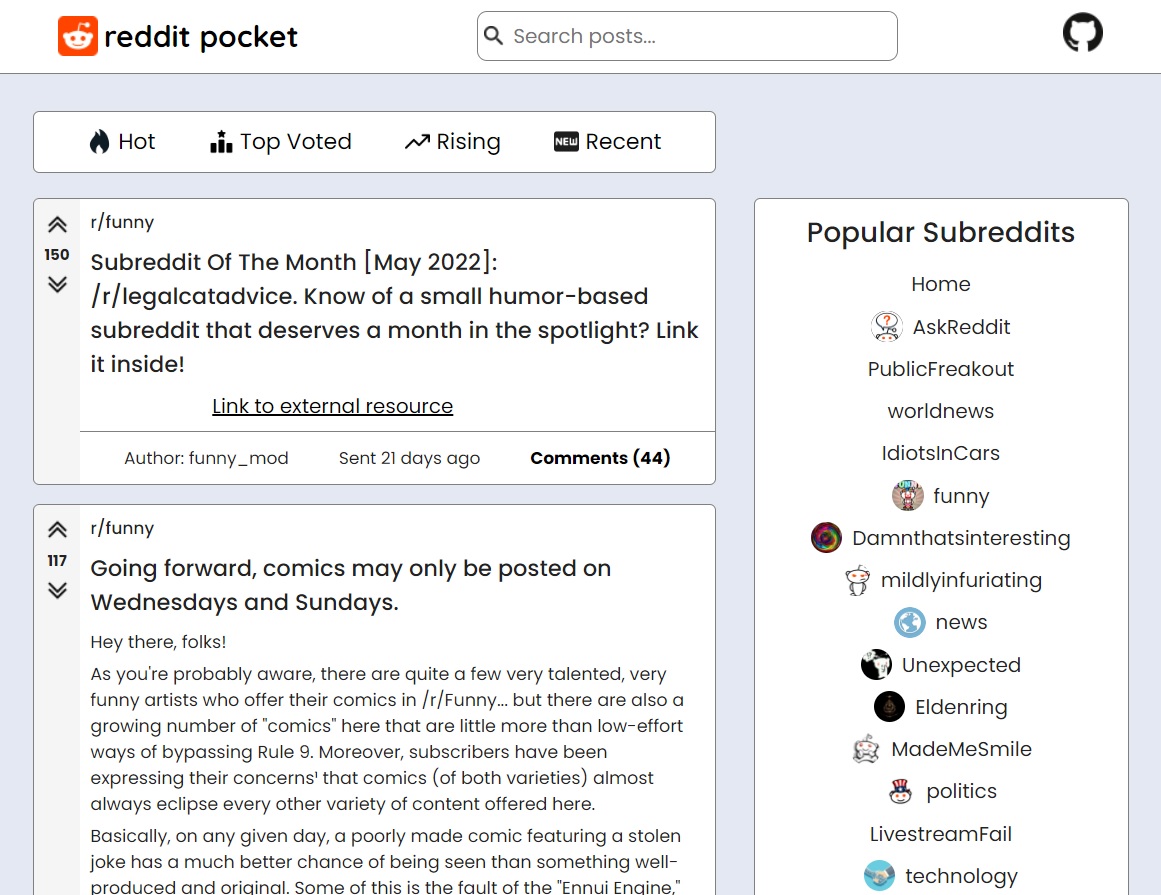 reddit pocket
Search posts...
Hot
Top Voted
Rising
NEW
Recent
r/funny
150
Subreddit Of The Month [May 2022]:
/r/legalcatadvice. Know of a small humor-based
subreddit that deserves a month in the spotlight? Link
it inside!
Link to external resource
Author: funny_mod
Sent 21 days ago
Comments (44)
r/funny
117
Going forward, comics may only be posted on
Wednesdays and Sundays.
Hey there, folks!
As you're probably aware, there are quite a few very talented, very
funny artists who offer their comics in /r/Funny... but there are also a
growing number of "comics" here that are little more than low-effort
ways of bypassing Rule 9. Moreover, subscribers have been
expressing their concerns¹ that comics (of both varieties) almost
always eclipse every other variety of content offered here.
Basically, on any given day, a poorly made comic featuring a stolen
joke has a much better chance of being seen than something well-
produced and original. Some of this is the fault of the "Ennui Engine,"
Popular Subreddits
Home
AskReddit
PublicFreakout
worldnews
IdiotsInCars
funny
Damnthatsinteresting
mildlyinfuriating
news
Unexpected
Eldenring
MadeMeSmile
politics
LivestreamFail
technology